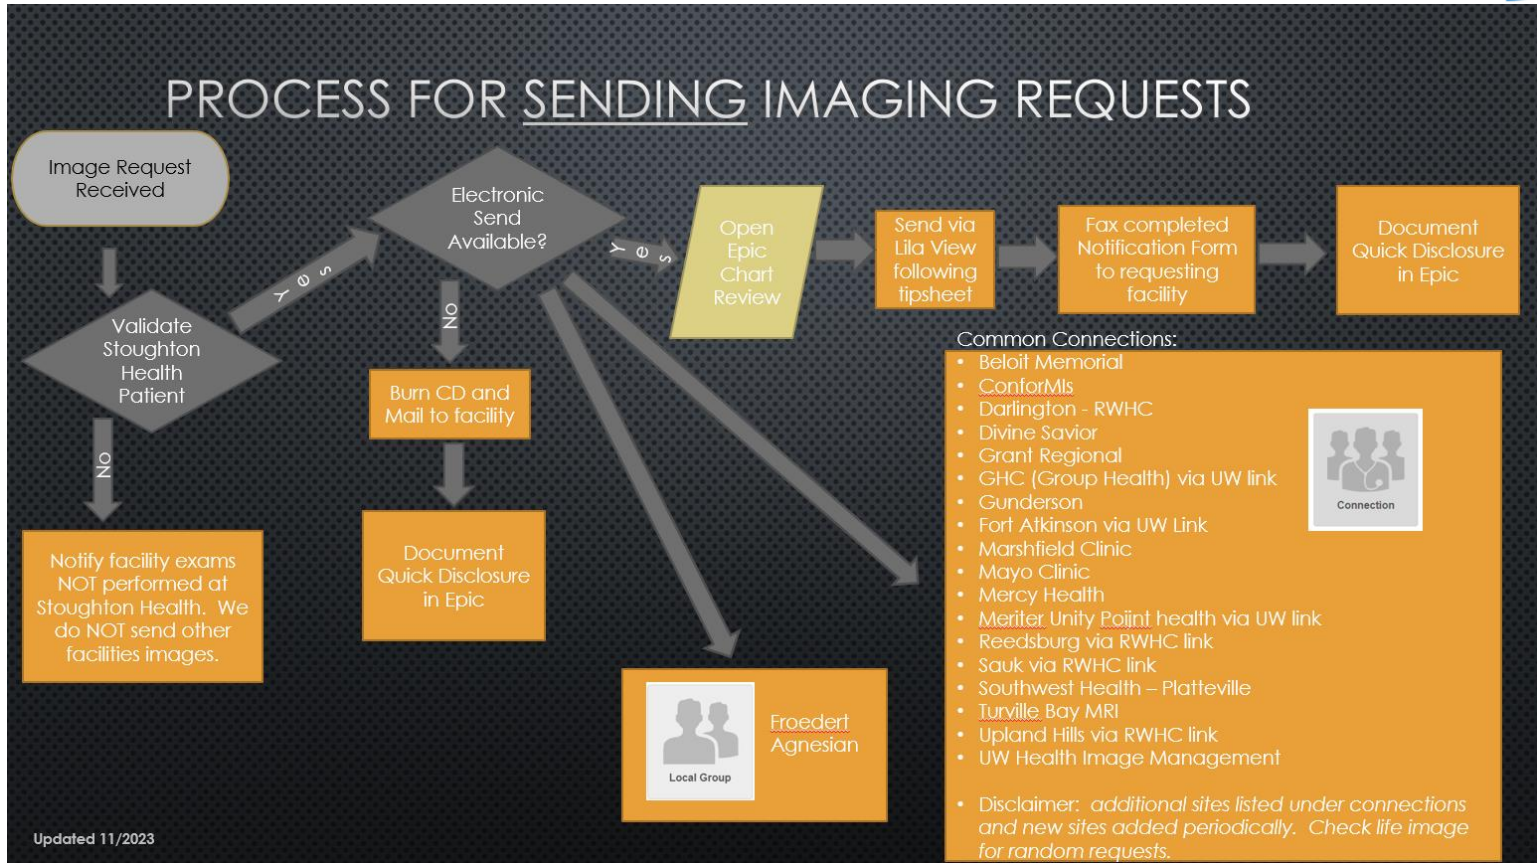 PROCESS FOR SENDING IMAGING REQUESTS
Image Request
Received
Validate
Stoughton
Health
Patient
Yes
No
Notify facility exams
NOT performed at
Stoughton Health. We
do NOT send other
facilities images.
Electronic
Send
Available?
Yes
No
Burn CD and
Mail to facility
Document
Quick Disclosure
in Epic
Open
Epic
Chart
Review
Send via
Lila View
following
tipsheet
Fax completed
Notification Form
to requesting
facility
Document
Quick Disclosure
in Epic
Local Group
Froedert
Agnesian
Common Connections:
• Beloit Memorial
• ConforMIs
• Darlington - RWHC
• Divine Savior
• Grant Regional
• GHC (Group Health) via UW link
• Gunderson
• Fort Atkinson via UW Link
• Marshfield Clinic
• Mayo Clinic
• Mercy Health
• Meriter Unity Poijnt health via UW link
• Reedsburg via RWHC link
• Sauk via RWHC link
• Southwest Health – Platteville
• Turville Bay MRI
• Upland Hills via RWHC link
• UW Health Image Management
• Disclaimer: additional sites listed under connections
and new sites added periodically. Check life image
for random requests.
Connection
Updated 11/2023